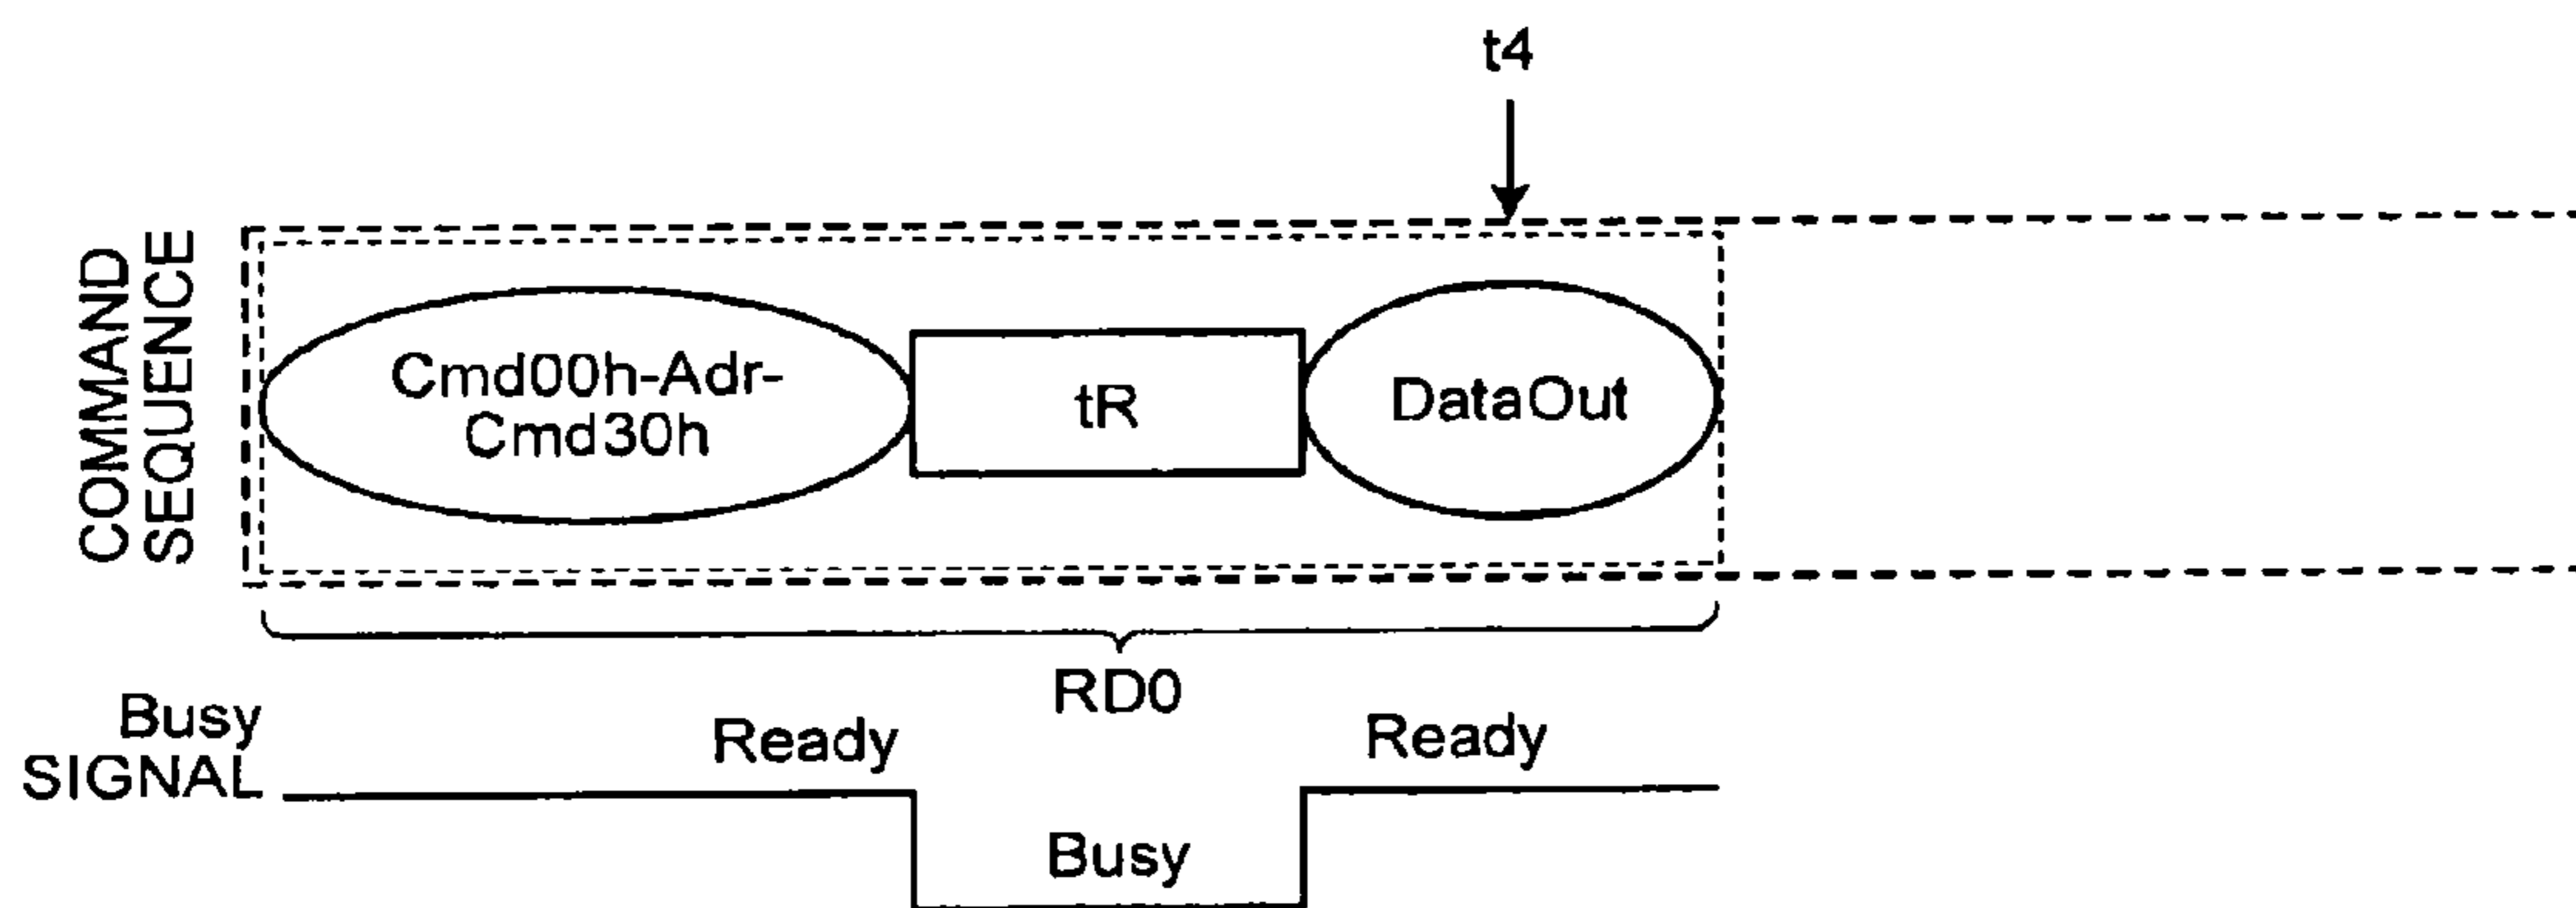 t4
COMMAND
SEQUENCE
Cmd00h-Adr-
Cmd30h
tR
DataOut
RD0
Busy
SIGNAL
Ready
Busy
Ready